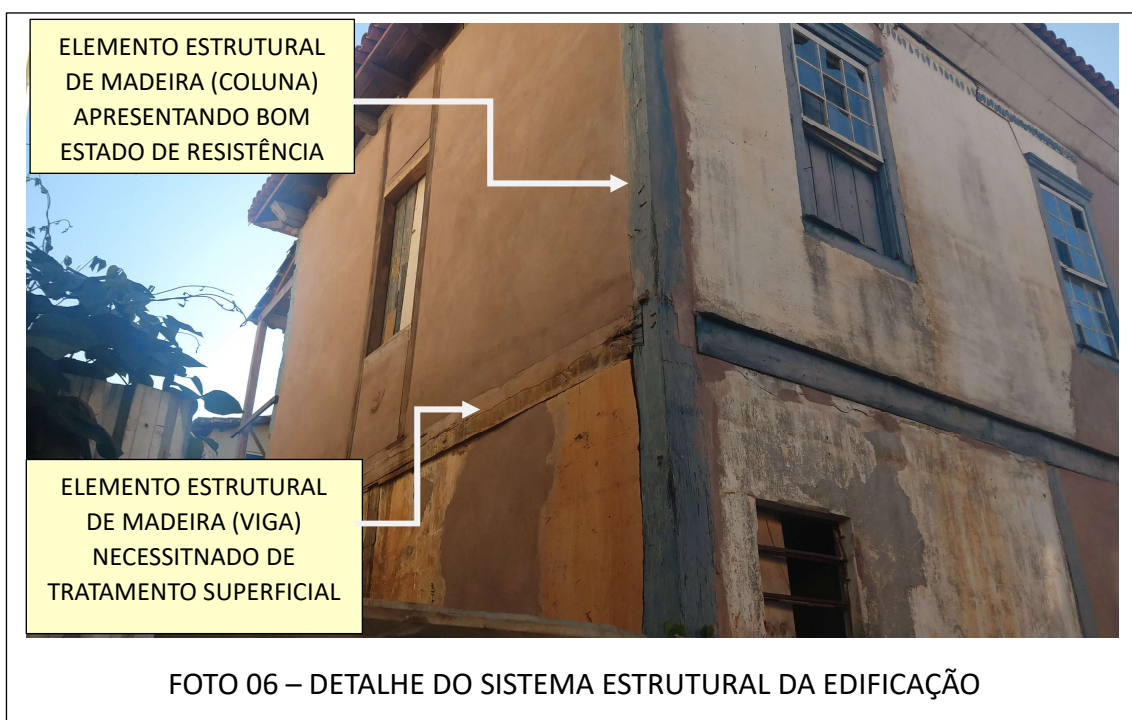 ELEMENTO ESTRUTURAL
DE MADEIRA (COLUNA)
APRESENTANDO BOM
ESTADO DE RESISTÊNCIA
ELEMENTO ESTRUTURAL
DE MADEIRA (VIGA)
NECESSITNADO DE
TRATAMENTO SUPERFICIAL
FOTO 06 – DETALHE DO SISTEMA ESTRUTURAL DA EDIFICAÇÃO